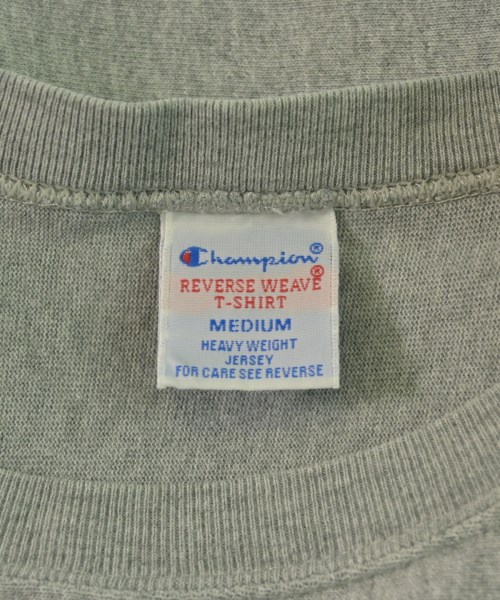 Champion®
REVERSE WEAVE®
T-SHIRT
MEDIUM
HEAVY WEIGHT
JERSEY
FOR CARE SEE REVERSE